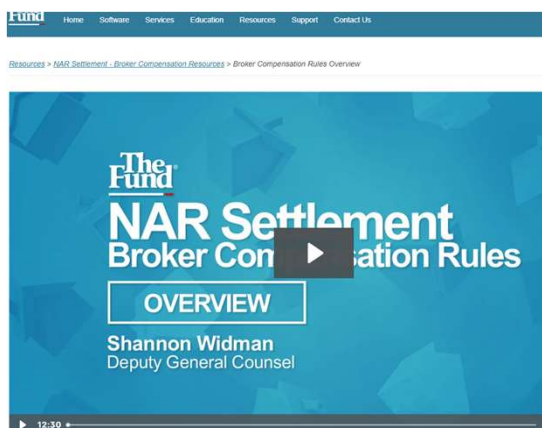 Fund Home Software Services Education Resources Support Contact Us
Resources > NAR Settlement - Broker Compensation Resources > Broker Compensation Rules Overview
The
Fund
NAR Settlement
Broker Compensation Rules
OVERVIEW
Shannon Widman
Deputy General Counsel
12:30